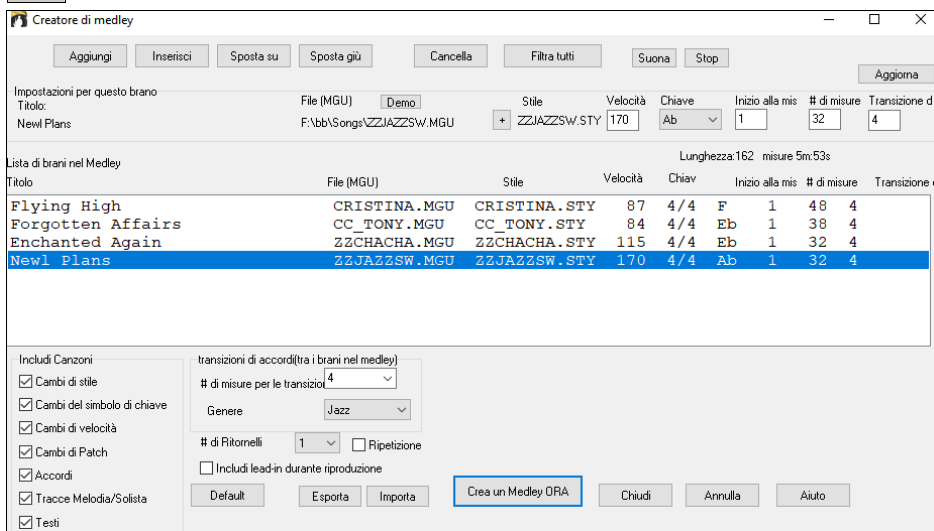 Creatore di medley
Aggiungi Inserisci Sposta su Sposta giù Cancella Filtra tutti Suona Stop
Aggiorna
Impostazioni per questo brano
Titolo: File (MGU) Demo Stile Velocità Chiave Inizio alla mis # di misure Transizione d
Newl Plans F:\bb\Songs\ZZJAZZSW.MGU + ZZJAZZSW.STY 170 Ab 1 32 4
Lunghezza:162 misure 5m:53s
Lista di brani nel Medley
Titolo File (MGU) Stile Velocità Chiav Inizio alla mis # di misure Transizione
Flying High CRISTINA.MGU CRISTINA.STY 87 4/4 F 1 48 4
Forgotten Affairs CC_TONY.MGU CC_TONY.STY 84 4/4 Eb 1 38 4
Enchanted Again ZZCHACHA.MGU ZZCHACHA.STY 115 4/4 Eb 1 32 4
Newl Plans ZZJAZZSW.MGU ZZJAZZSW.STY 170 4/4 Ab 1 32 4
Includi Canzoni
Cambi di stile
Cambi del simbolo di chiave
Cambi di velocità
Cambi di Patch
Accordi
Tracce Melodia/Solista
Testi
transizioni di accordi(tra i brani nel medley)
# di misure per le transizioi 4
Genere Jazz
# di Ritornelli 1 Ripetizione
Includi lead-in durante riproduzione
Default Esporta Importa Crea un Medley ORA Chiudi Annulla Aiuto